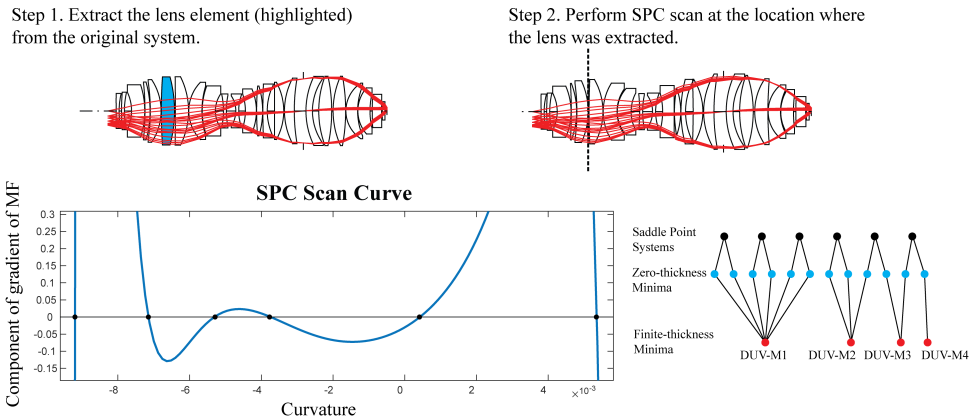 Step 1. Extract the lens element (highlighted)
from the original system.
Step 2. Perform SPC scan at the location where
the lens was extracted.
SPC Scan Curve
Component of gradient of MF
0.3
0.25
0.2
0.15
0.1
0.05
0
-0.05
-0.1
-0.15
-8
-6
-4
-2
0
2
4
×10⁻³
Curvature
Saddle Point
Systems
Zero-thickness
Minima
Finite-thickness
Minima
DUV-M1 DUV-M2 DUV-M3 DUV-M4